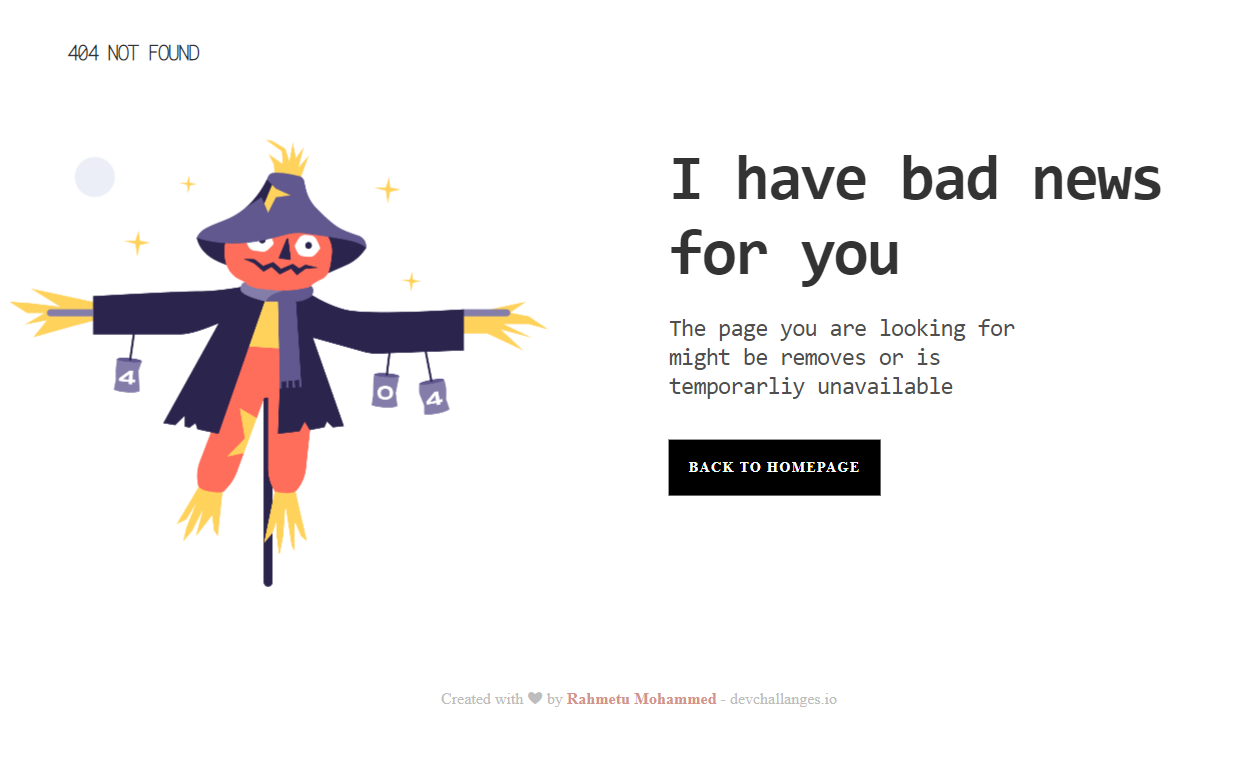 404 NOT FOUND
I have bad news
for you
The page you are looking for
might be removes or is
temporarliy unavailable
4
0
4
BACK TO HOMEPAGE
Created with ❤ by Rahmetu Mohammed - devchallanges.io